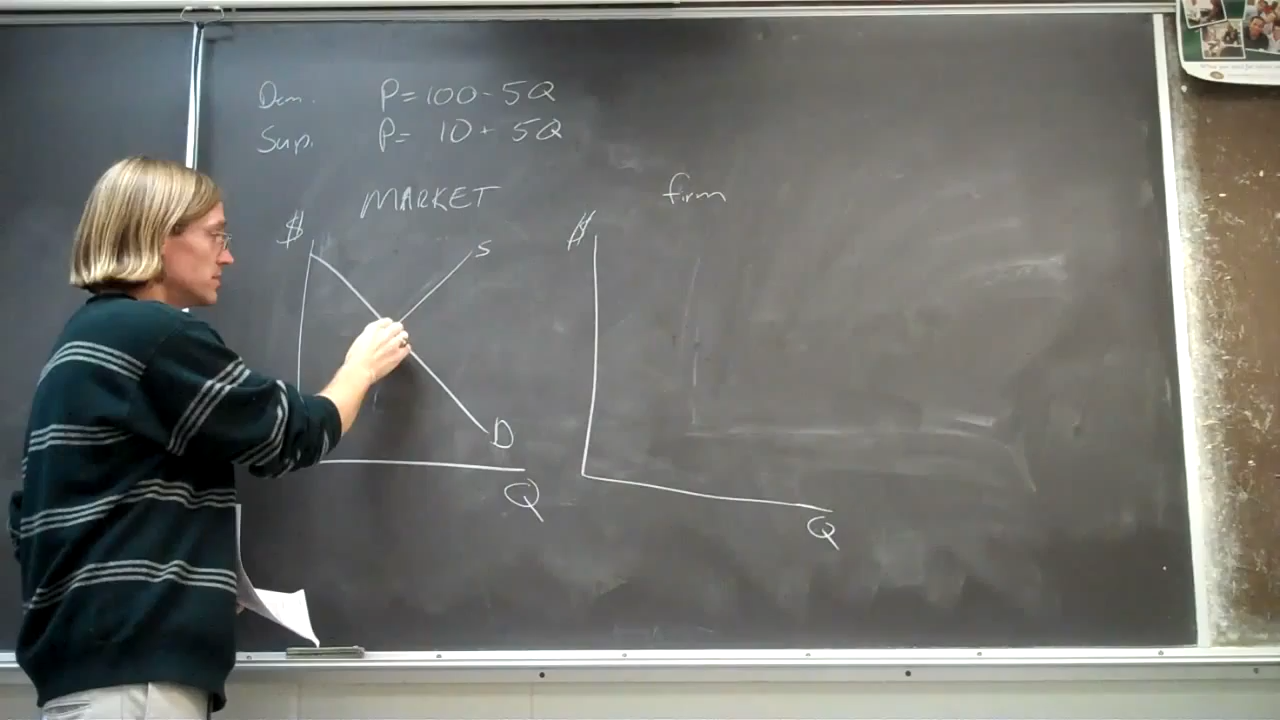 Dem. P=100-5Q
Sup. P= 10+5Q
MARKET
firm
$
S
D
Q
$
Q